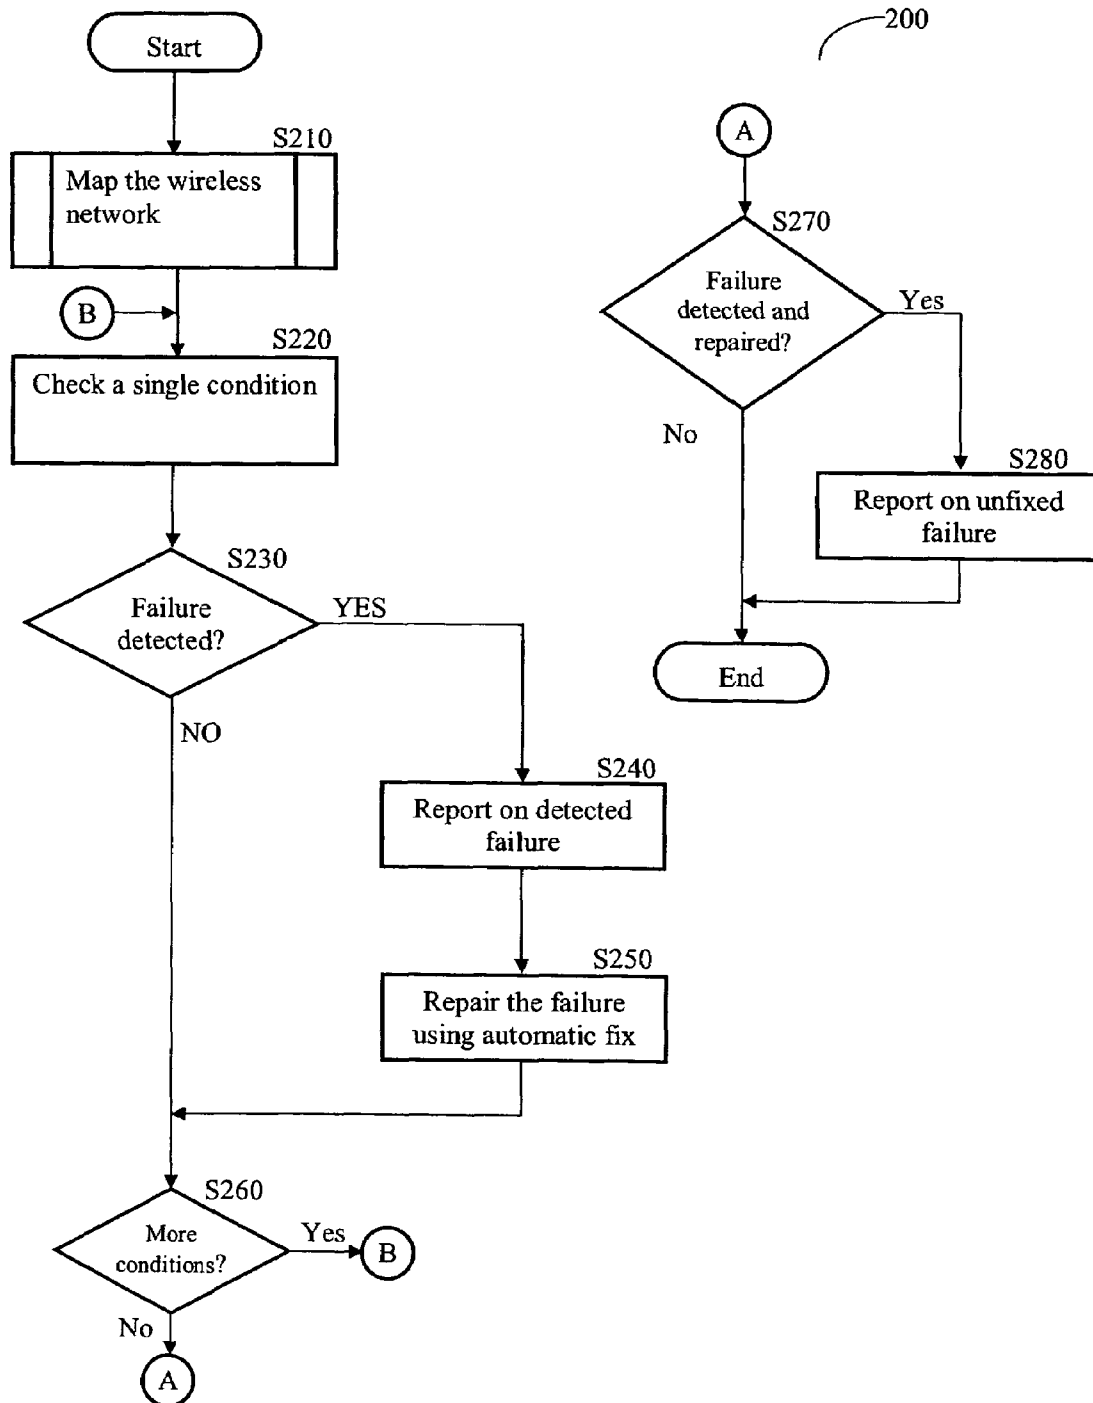 Start
S210
Map the wireless
network
B
S220
Check a single condition
S230
Failure
detected?
YES
NO
S240
Report on detected
failure
S250
Repair the failure
using automatic fix
S260
More
conditions?
Yes
B
No
A
200
A
S270
Failure
detected and
repaired?
Yes
No
S280
Report on unfixed
failure
End